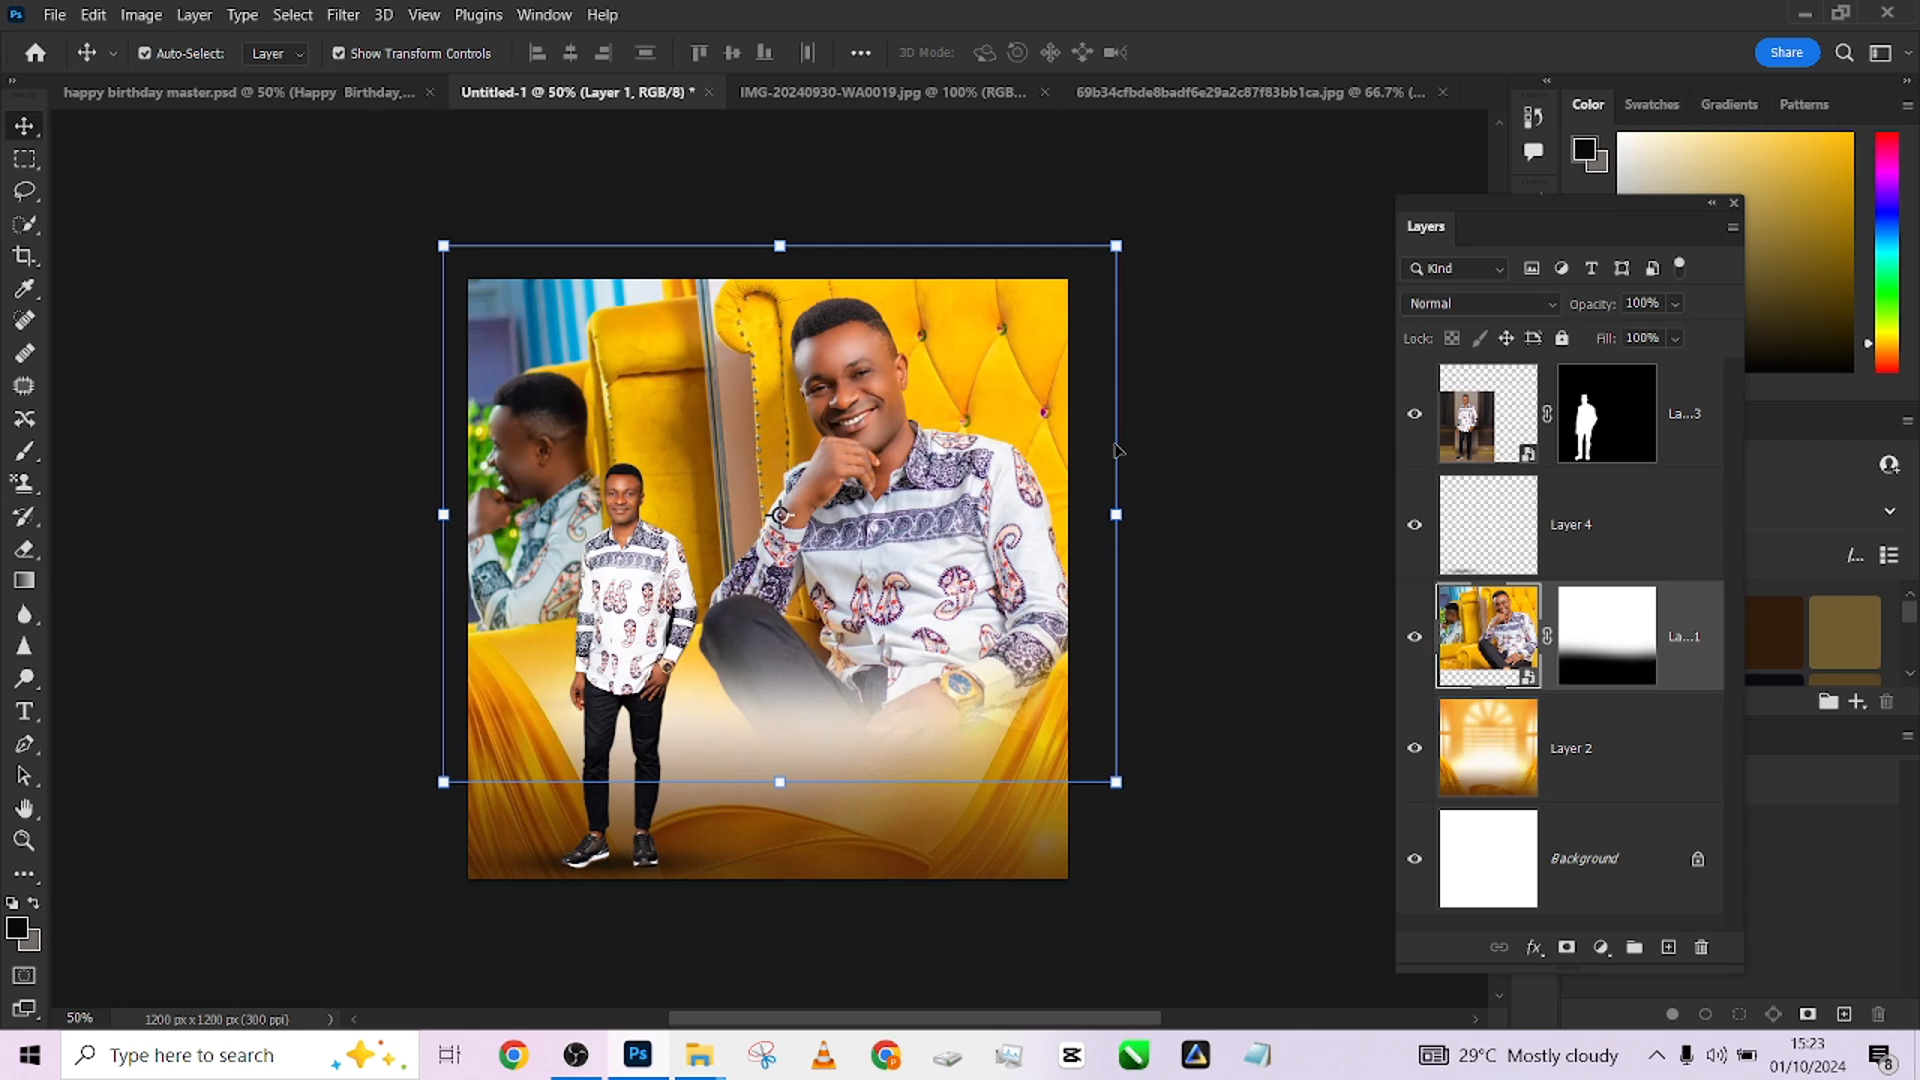 Ps File Edit Image Layer Type Select Filter 3D View Plugins Window Help
Auto-Select: Layer Show Transform Controls 3D Mode: Share
happy birthday master.psd @ 50% (Happy Birthday,... Untitled-1 @ 50% (Layer 1, RGB/8) * IMG-20240930-WA0019.jpg @ 100% (RGB... 69b34cfbde8badf6e29a2c87f83bb1ca.jpg @ 66.7% (...
Color Swatches Gradients Patterns
Layers
Kind
Normal Opacity: 100%
Lock: Fill: 100%
La...3
Layer 4
La...1
Layer 2
Background
fx
50% 1200 px x 1200 px (300 ppi)
Type here to search Ps 29°C Mostly cloudy 15:23
01/10/2024 8